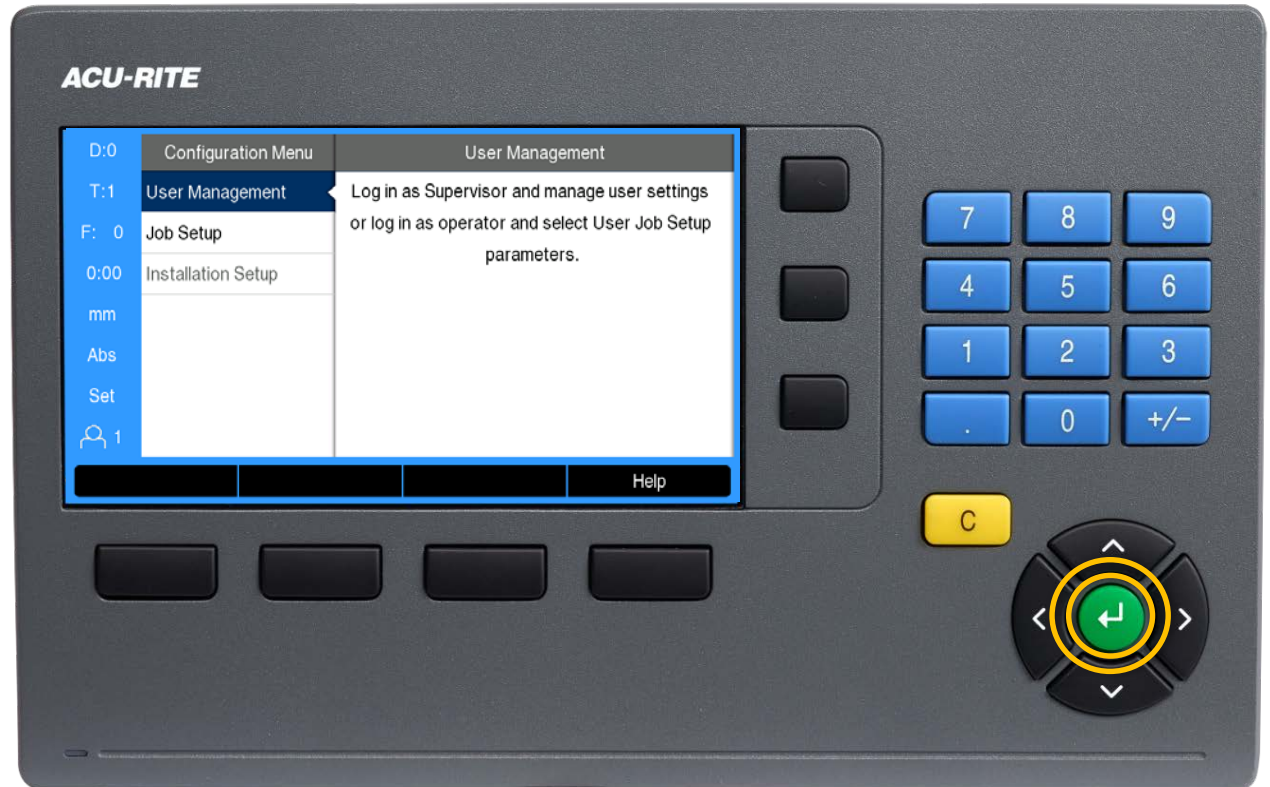 ACU-RITE
D:0
T:1
F: 0
0:00
mm
Abs
Set
1
Configuration Menu
User Management
Job Setup
Installation Setup
User Management
Log in as Supervisor and manage user settings
or log in as operator and select User Job Setup
parameters.
Help
7 8 9
4 5 6
1 2 3
. 0 +/−
C